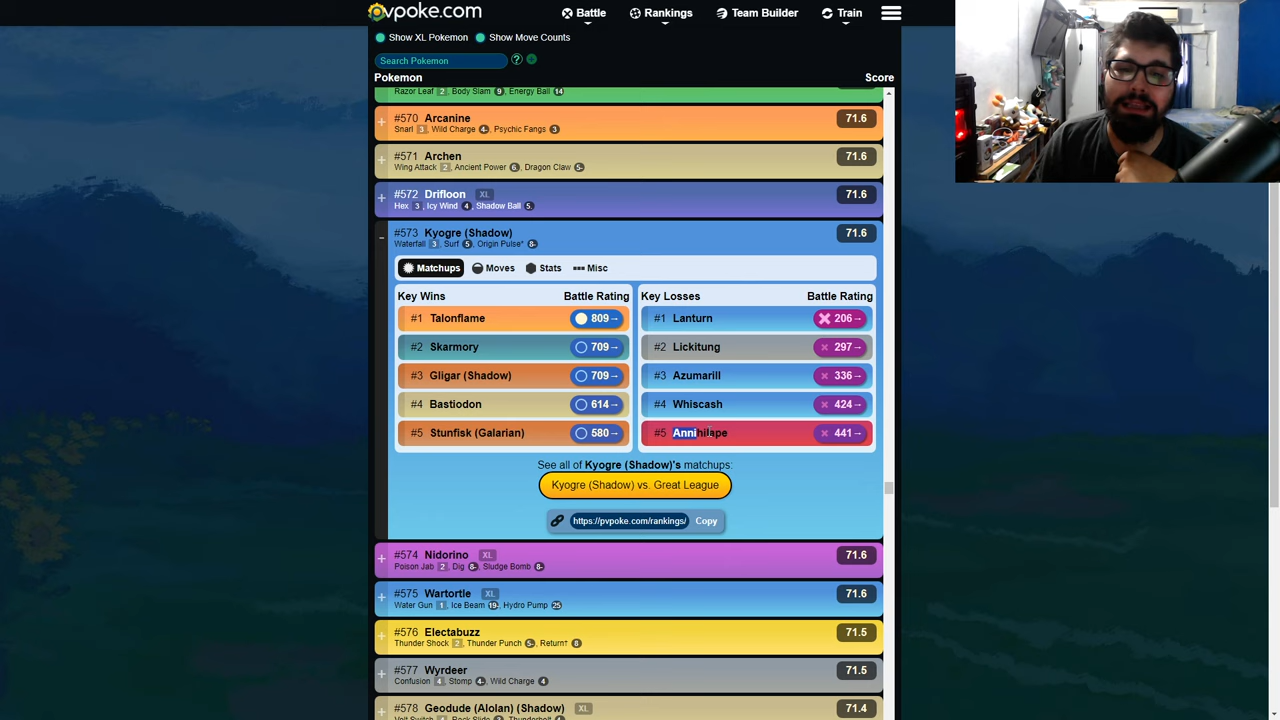 pvpoke.com
Battle Rankings Team Builder Train
Show XL Pokemon Show Move Counts
Search Pokemon ?
Pokemon Score
Razor Leaf 2, Body Slam 9, Energy Ball 14
#570 Arcanine 71.6
Snarl 3, Wild Charge 4-, Psychic Fangs 3
#571 Archen 71.6
Wing Attack 2, Ancient Power 6, Dragon Claw 5-
#572 Drifloon XL 71.6
Hex 3, Icy Wind 4, Shadow Ball 5
#573 Kyogre (Shadow) 71.6
Waterfall 3, Surf 5, Origin Pulse* 8-
Matchups Moves Stats Misc
Key Wins Battle Rating
#1 Talonflame 809→
#2 Skarmory 709→
#3 Gligar (Shadow) 709→
#4 Bastiodon 614→
#5 Stunfisk (Galarian) 580→
Key Losses Battle Rating
#1 Lanturn 206→
#2 Lickitung 297→
#3 Azumarill 336→
#4 Whiscash 424→
#5 Annihilape 441→
See all of Kyogre (Shadow)'s matchups:
Kyogre (Shadow) vs. Great League
https://pvpoke.com/rankings/ Copy
#574 Nidorino XL 71.6
Poison Jab 2, Dig 8-, Sludge Bomb 8-
#575 Wartortle XL 71.6
Water Gun 1, Ice Beam 19-, Hydro Pump 25
#576 Electabuzz 71.5
Thunder Shock 2, Thunder Punch 5-, Return† 8
#577 Wyrdeer 71.5
Confusion 4, Stomp 4-, Wild Charge 4
#578 Geodude (Alolan) (Shadow) XL 71.4
Volt Switch 4, Rock Slide 3, Thunderbolt